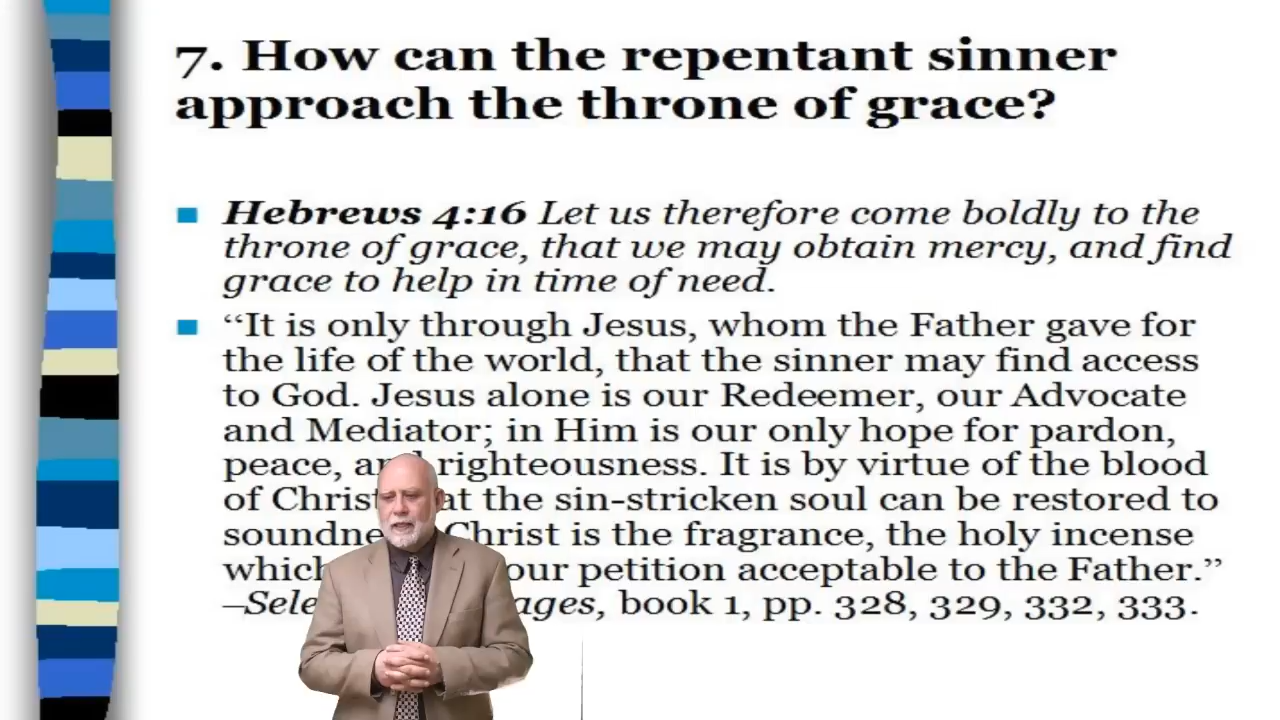 7. How can the repentant sinner
approach the throne of grace?
Hebrews 4:16 Let us therefore come boldly to the
throne of grace, that we may obtain mercy, and find
grace to help in time of need.
“It is only through Jesus, whom the Father gave for
the life of the world, that the sinner may find access
to God. Jesus alone is our Redeemer, our Advocate
and Mediator; in Him is our only hope for pardon,
peace, and righteousness. It is by virtue of the blood
of Christ at the sin-stricken soul can be restored to
Christ is the fragrance, the holy incense
which our petition acceptable to the Father.”
book 1, pp. 328, 329, 332, 333.